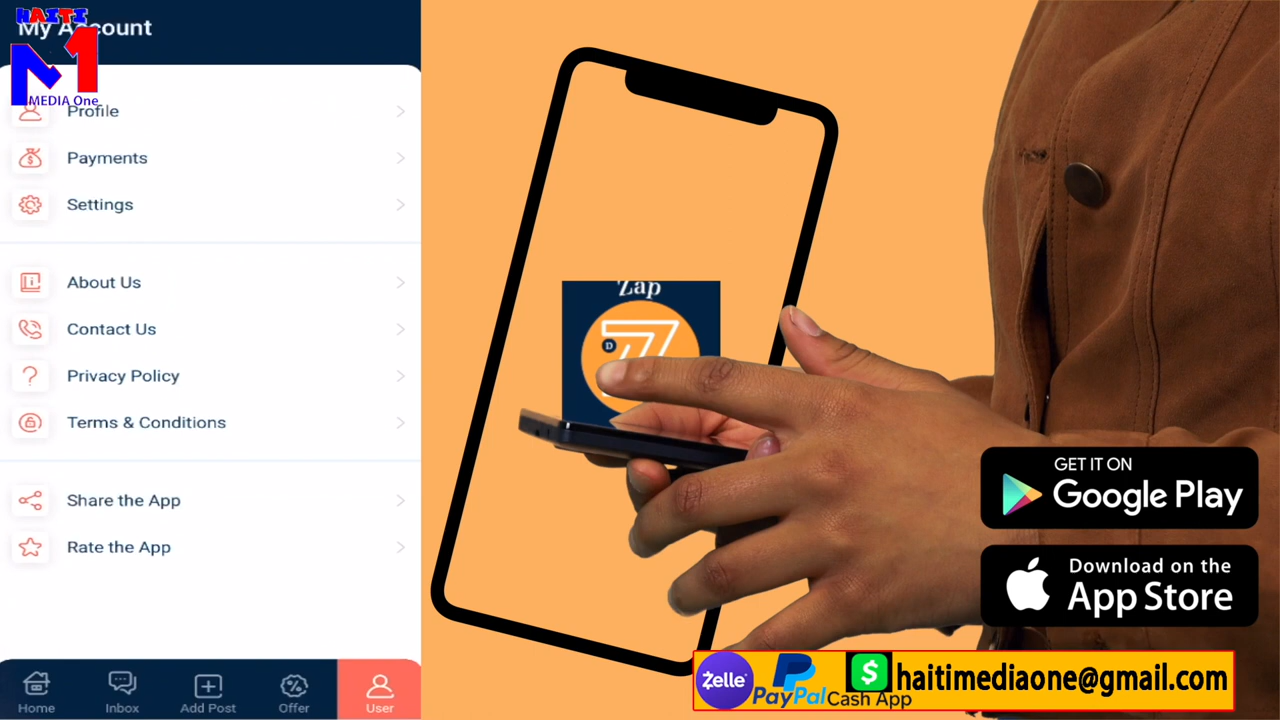 HAITI
My Account
M1
MEDIA One
Profile
Payments
Settings
About Us
Contact Us
Privacy Policy
Terms & Conditions
Share the App
Rate the App
Home
Inbox
Add Post
Offer
User
Zap
D
GET IT ON
Google Play
Download on the
App Store
Zelle
PayPal
$
Cash App
haitimediaone@gmail.com